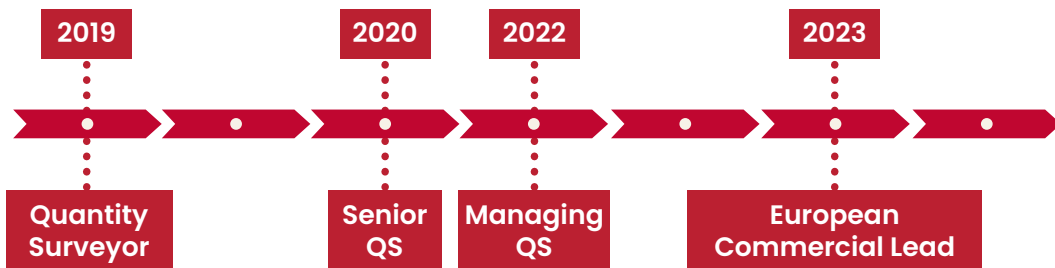 2019
2020
2022
2023
Quantity
Surveyor
Senior
QS
Managing
QS
European
Commercial Lead